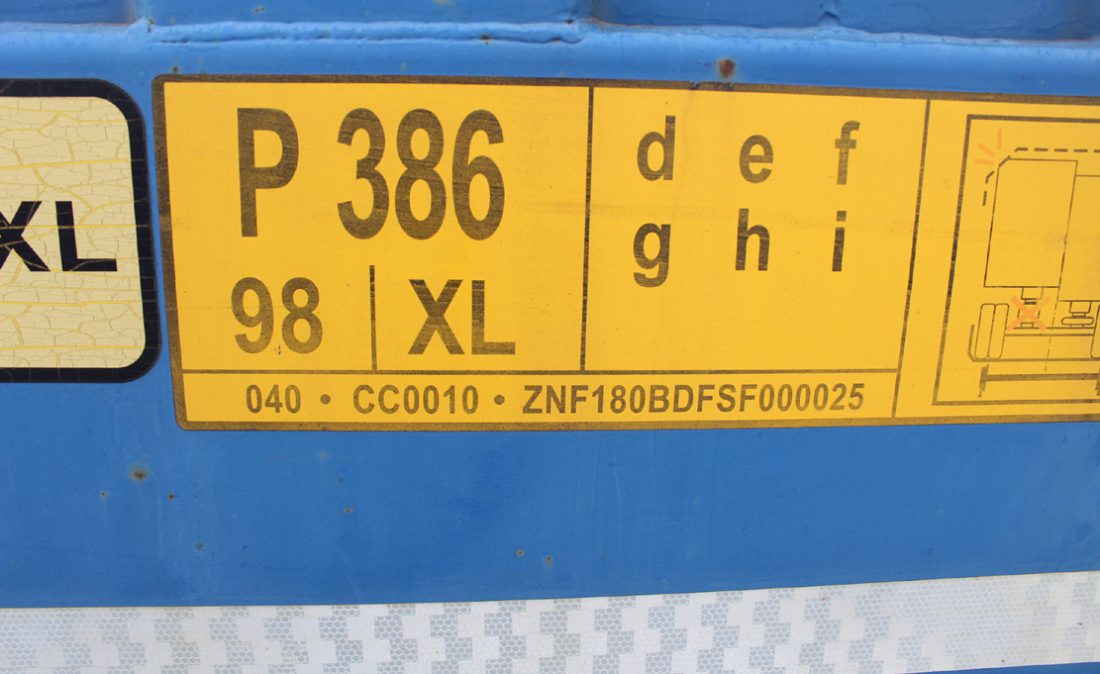 XL
P 386
98 XL
d e f
g h i
040 • CC0010 • ZNF180BDFSF000025